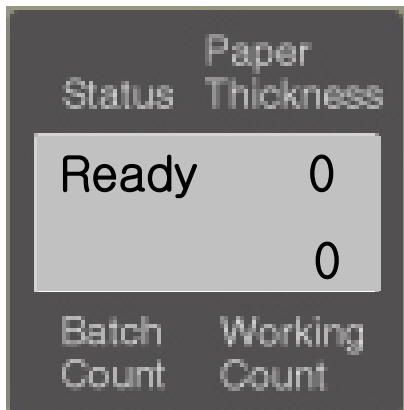 Paper
Status Thickness
Ready 0
0
Batch Working
Count Count